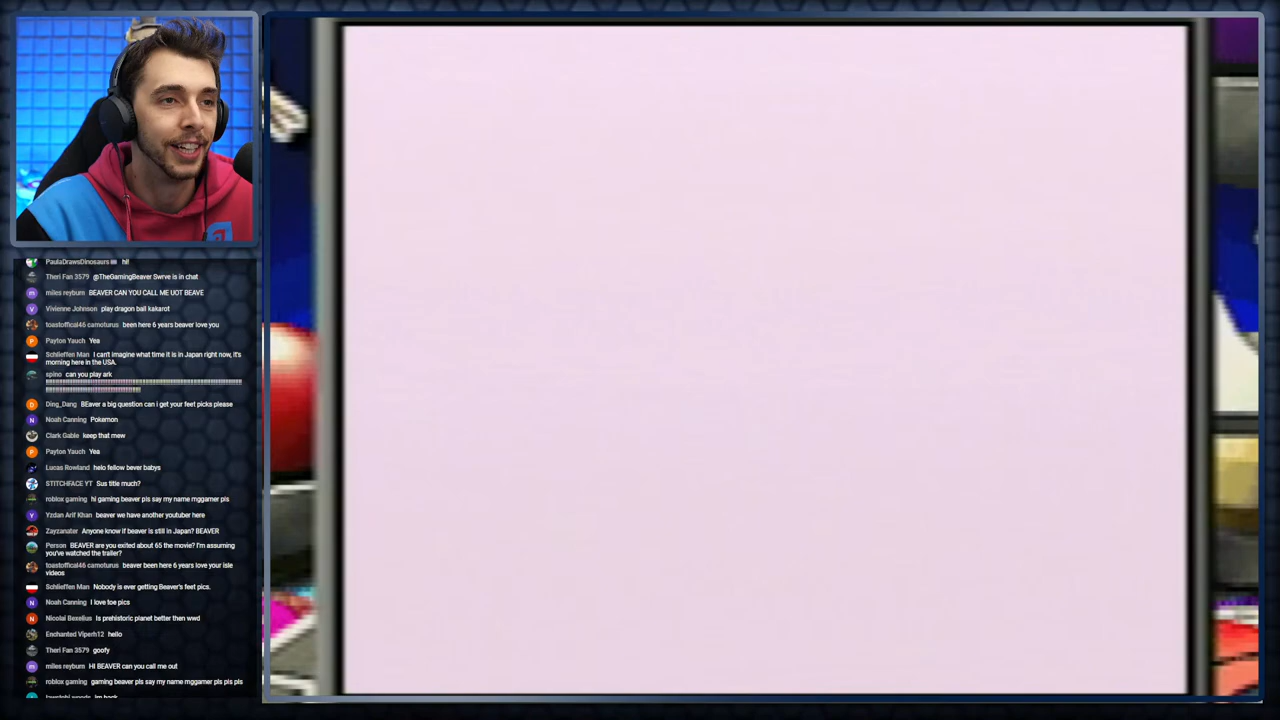 PaulaDrawsDinosaurs hi!
Theri Fan 3579 @TheGamingBeaver Swrve is in chat
miles reyburn BEAVER CAN YOU CALL ME UOT BEAVE
Vivienne Johnson play dragon ball kakarot
toastoffical46 carnoturus been here 6 years beaver love you
Payton Yauch Yea
Schlieffen Man I can't imagine what time it is in Japan right now, it's
morning here in the USA.
spino can you play ark
Ding_Dang BEaver a big question can i get your feet picks please
Noah Canning Pokemon
Clark Gable keep that mew
Payton Yauch Yea
Lucas Rowland helo fellow bever babys
STITCHFACE YT Sus title much?
roblox gaming hi gaming beaver pls say my name mggamer pls
Yzdan Arif Khan beaver we have another youtuber here
Zayzanater Anyone know if beaver is still in Japan? BEAVER
Person BEAVER are you exited about 65 the movie? I'm assuming
you've watched the trailer?
toastoffical46 carnoturus beaver been here 6 years love your isle
videos
Schlieffen Man Nobody is ever getting Beaver's feet pics.
Noah Canning I love toe pics
Nicolai Bexelius Is prehistoric planet better then wwd
Enchanted Viperh12 hello
Theri Fan 3579 goofy
miles reyburn HI BEAVER can you call me out
roblox gaming gaming beaver pls say my name mggamer pls pls pls